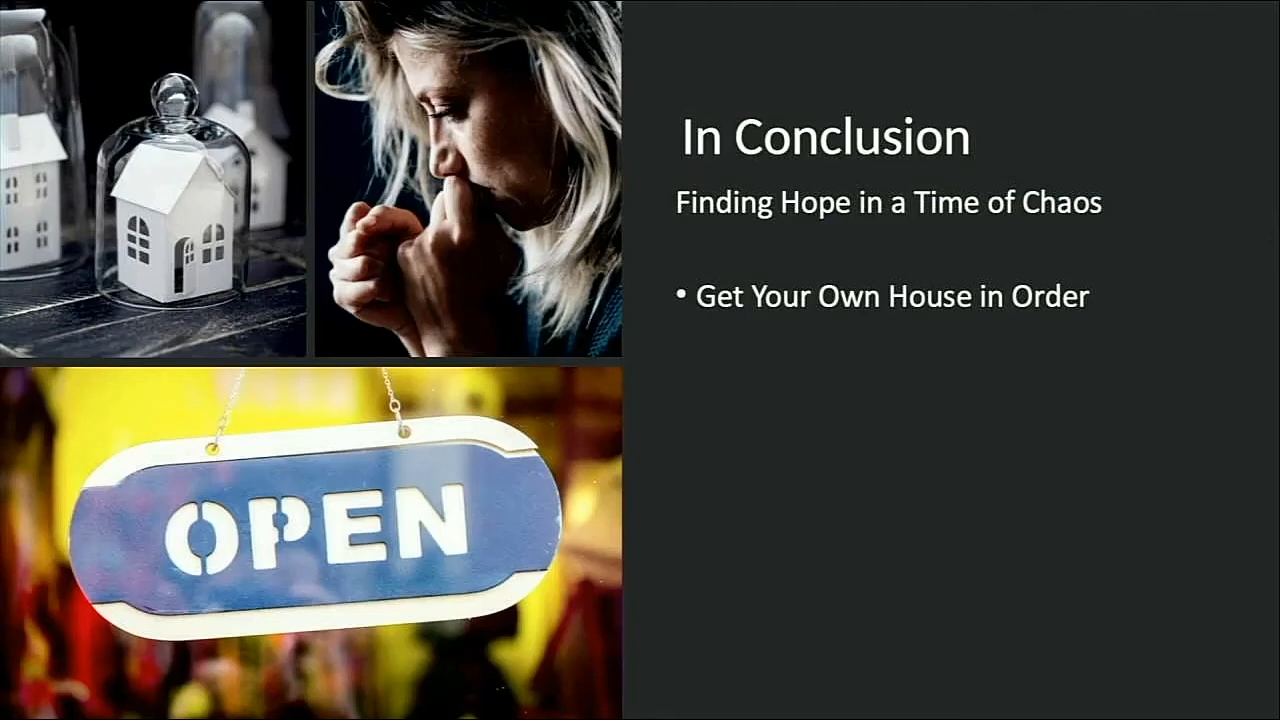 In Conclusion
Finding Hope in a Time of Chaos
• Get Your Own House in Order
OPEN